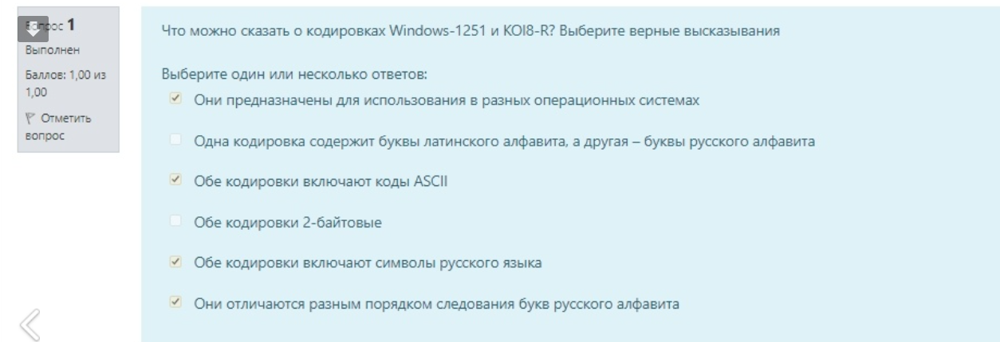 Вопрос 1
Выполнен
Баллов: 1,00 из
1,00
Отметить
вопрос
Что можно сказать о кодировках Windows-1251 и KOI8-R? Выберите верные высказывания
Выберите один или несколько ответов:
Они предназначены для использования в разных операционных системах
Одна кодировка содержит буквы латинского алфавита, а другая – буквы русского алфавита
Обе кодировки включают коды ASCII
Обе кодировки 2-байтовые
Обе кодировки включают символы русского языка
Они отличаются разным порядком следования букв русского алфавита